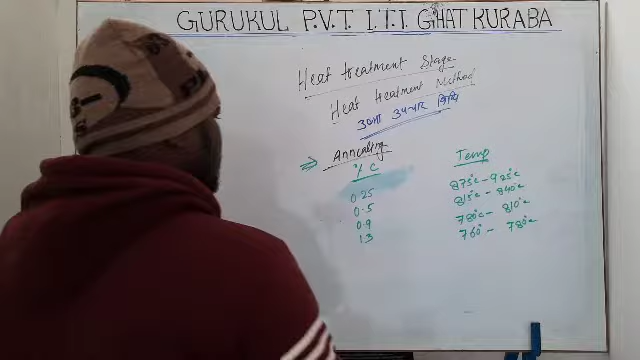 GURUKUL P.V.T. I.T.I GHAT KURABA
Heat treatment Stage
Heat treatment Method
उष्मा उपचार विधि
Annealing
% C Temp
0.25 875°c - 925°c
0.5 815°c - 840°c
0.9 780°c - 810°c
1.3 760° - 780°c